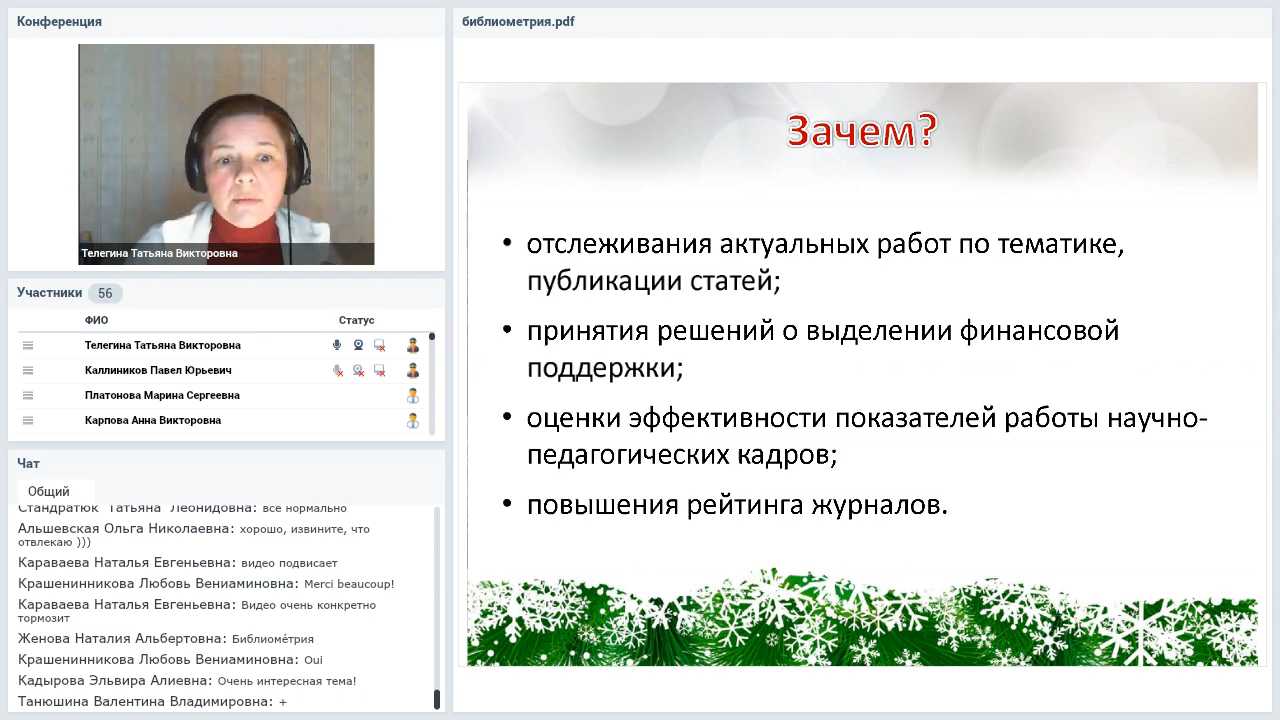 Конференция
Телегина Татьяна Викторовна
Участники 56
ФИО Статус
Телегина Татьяна Викторовна
Каллиников Павел Юрьевич
Платонова Марина Сергеевна
Карпова Анна Викторовна
Чат
Общий
Стандратюк Татьяна Леонидовна: все нормально
Альшевская Ольга Николаевна: хорошо, извините, что
отвлекаю )))
Караваева Наталья Евгеньевна: видео подвисает
Крашенинникова Любовь Вениаминовна: Merci beaucoup!
Караваева Наталья Евгеньевна: Видео очень конкретно
тормозит
Женова Наталия Альбертовна: Библиоме́трия
Крашенинникова Любовь Вениаминовна: Oui
Кадырова Эльвира Алиевна: Очень интересная тема!
Танюшина Валентина Владимировна: +
библиометрия.pdf
Зачем?
• отслеживания актуальных работ по тематике,
публикации статей;
• принятия решений о выделении финансовой
поддержки;
• оценки эффективности показателей работы научно-
педагогических кадров;
• повышения рейтинга журналов.